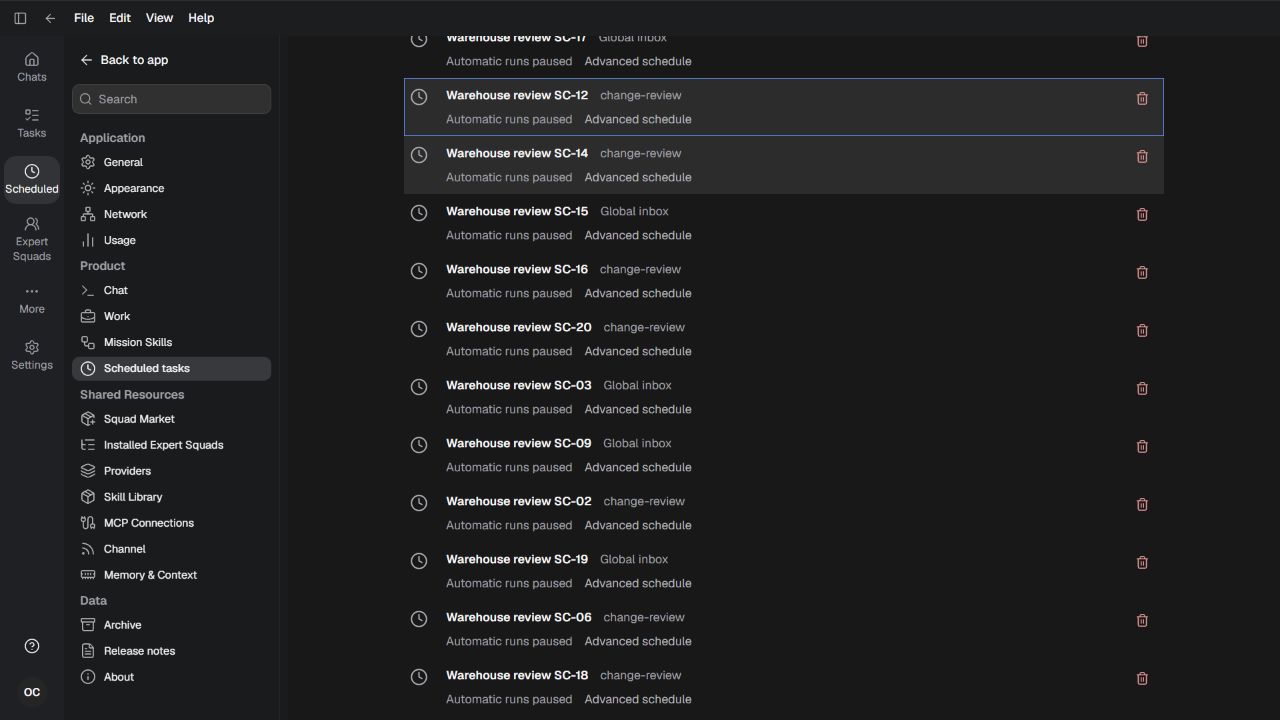 File Edit View Help
Chats
Tasks
Scheduled
Expert
Squads
More
Settings
OC
Back to app
Search
Application
General
Appearance
Network
Usage
Product
Chat
Work
Mission Skills
Scheduled tasks
Shared Resources
Squad Market
Installed Expert Squads
Providers
Skill Library
MCP Connections
Channel
Memory & Context
Data
Archive
Release notes
About
Warehouse review SC-17 Global inbox
Automatic runs paused Advanced schedule
Warehouse review SC-12 change-review
Automatic runs paused Advanced schedule
Warehouse review SC-14 change-review
Automatic runs paused Advanced schedule
Warehouse review SC-15 Global inbox
Automatic runs paused Advanced schedule
Warehouse review SC-16 change-review
Automatic runs paused Advanced schedule
Warehouse review SC-20 change-review
Automatic runs paused Advanced schedule
Warehouse review SC-03 Global inbox
Automatic runs paused Advanced schedule
Warehouse review SC-09 Global inbox
Automatic runs paused Advanced schedule
Warehouse review SC-02 change-review
Automatic runs paused Advanced schedule
Warehouse review SC-19 Global inbox
Automatic runs paused Advanced schedule
Warehouse review SC-06 change-review
Automatic runs paused Advanced schedule
Warehouse review SC-18 change-review
Automatic runs paused Advanced schedule